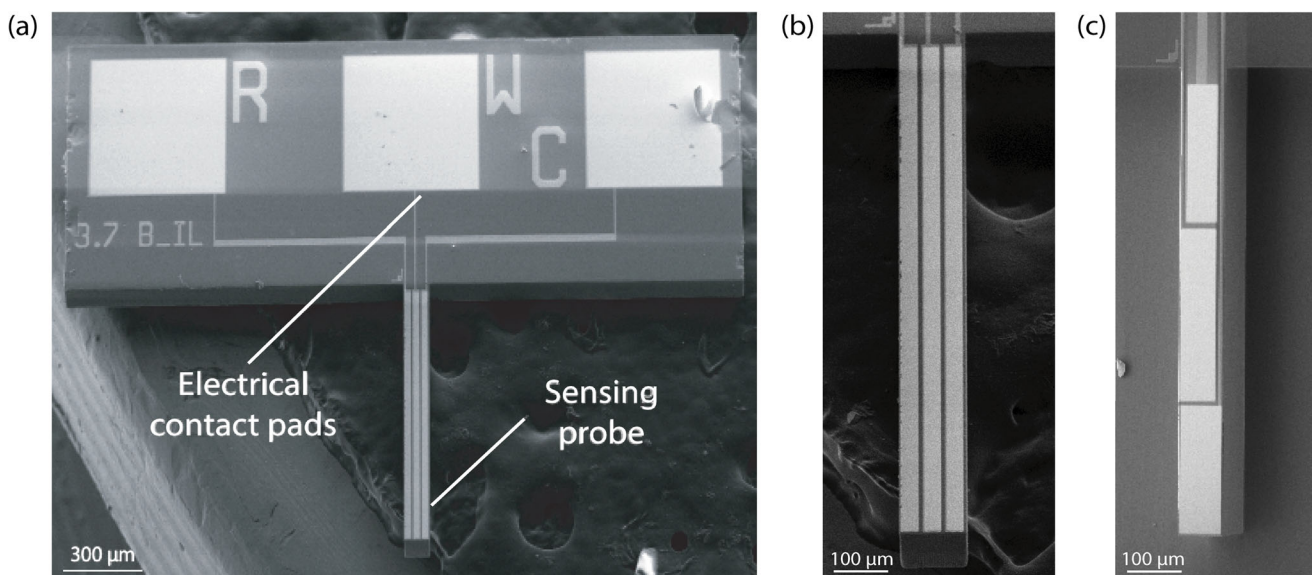 (a)
R
W
C
3.7 B_IL
Electrical
contact pads
Sensing
probe
300 µm
(b)
100 µm
(c)
100 µm